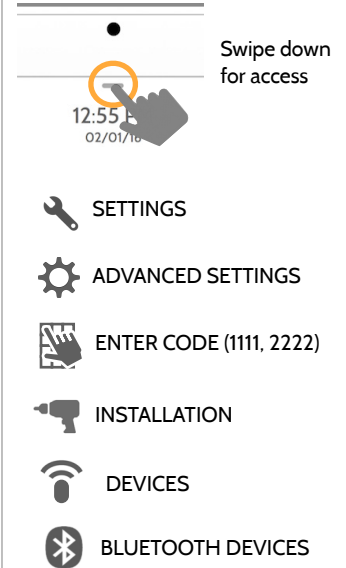 Swipe down
for access
12:55 P
02/01/18
SETTINGS
ADVANCED SETTINGS
ENTER CODE (1111, 2222)
INSTALLATION
DEVICES
BLUETOOTH DEVICES